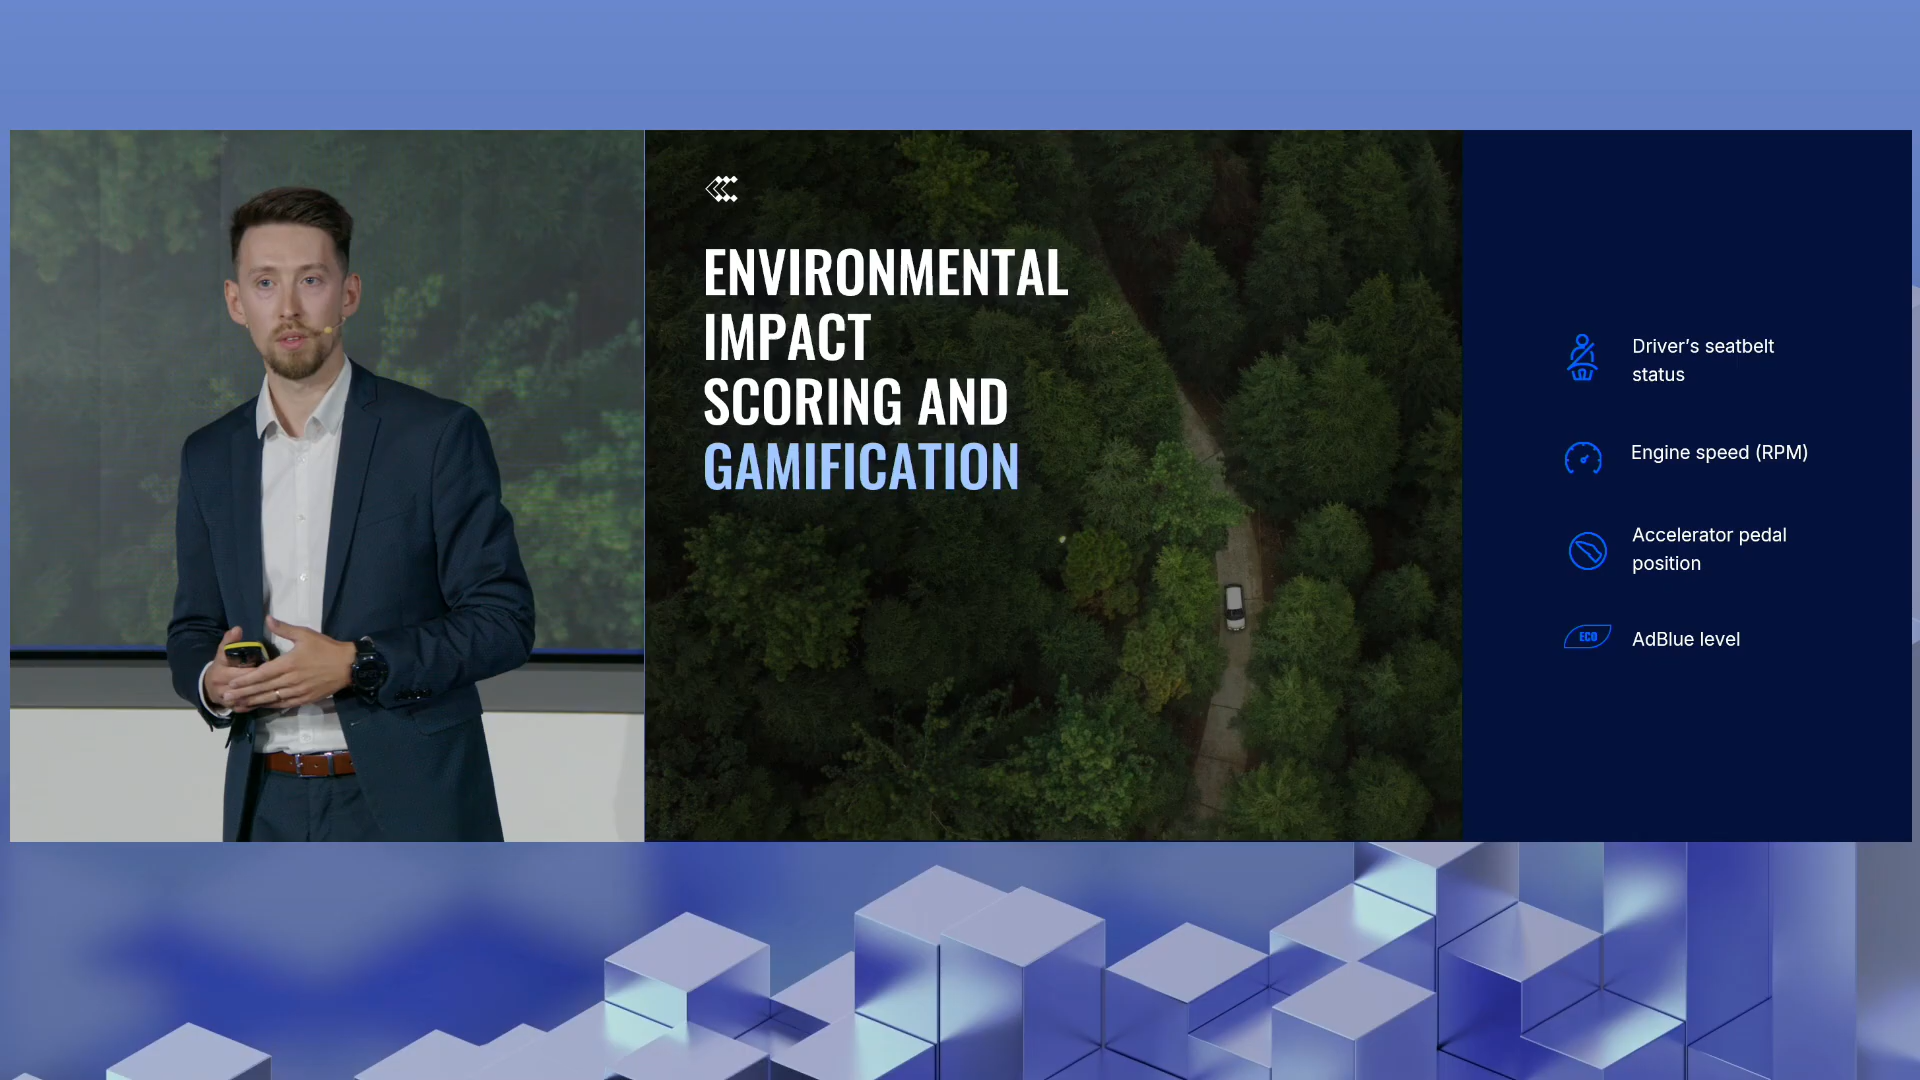 ENVIRONMENTAL
IMPACT
SCORING AND
GAMIFICATION
Driver’s seatbelt
status
Engine speed (RPM)
Accelerator pedal
position
ECO
AdBlue level